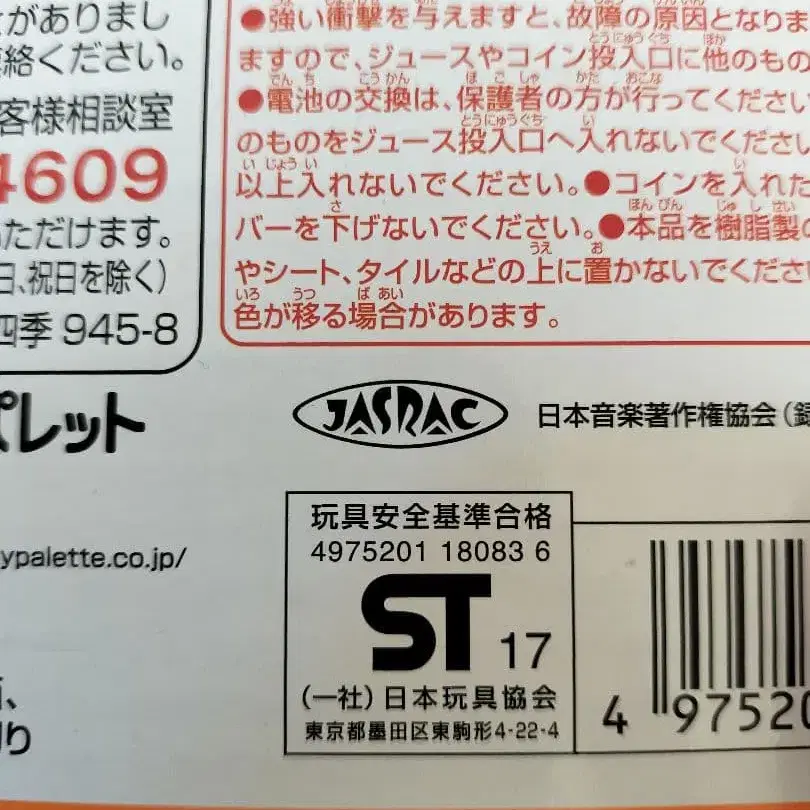 がありまし
絡ください。
客様相談室
4609
ただけます。
日、祝日を除く)
四季 945-8
パレット
ypalette.co.jp/
り
●強い衝撃を与えますと、故障の原因となりま
ますので、ジュースやコイン投入口に他のもの
●電池の交換は、保護者の方が行ってください
のものをジュース投入口へ入れないでください
以上入れないでください。●コインを入れた
バーを下げないでください。●本品を樹脂製の
やシート、タイルなどの上に置かないでくださ
色が移る場合があります。
JASRAC
日本音楽著作権協会(録
玩具安全基準合格
4975201 18083 6
ST 17
(一社)日本玩具協会
東京都墨田区東駒形4-22-4
4 97520